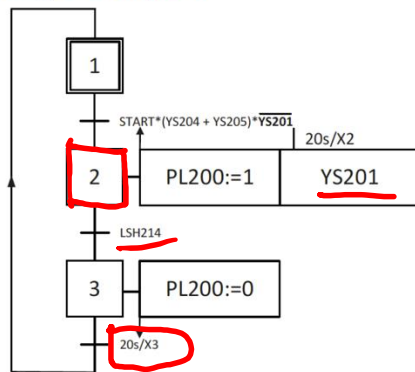 1
START*(YS204 + YS205)*YS201
20s/X2
2
PL200:=1
YS201
LSH214
3
PL200:=0
20s/X3